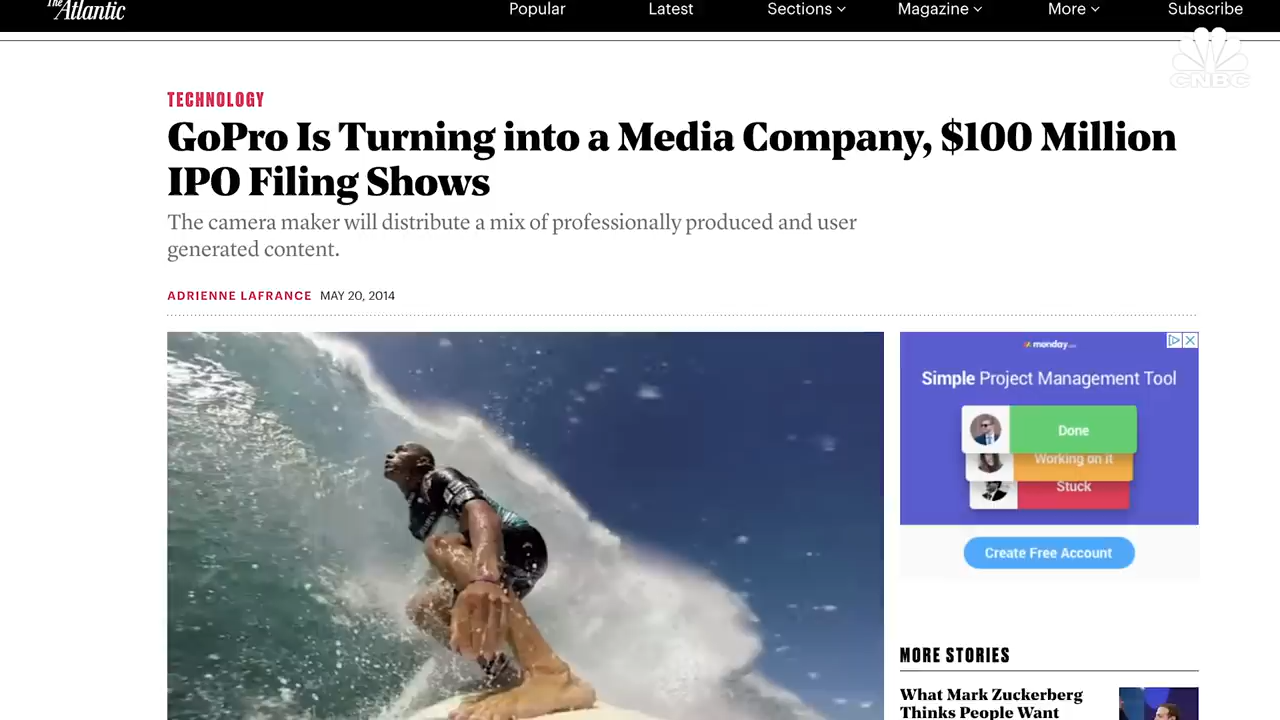 The Atlantic
Popular
Latest
Sections
Magazine
More
Subscribe
CNBC
TECHNOLOGY
GoPro Is Turning into a Media Company, $100 Million
IPO Filing Shows
The camera maker will distribute a mix of professionally produced and user
generated content.
ADRIENNE LAFRANCE MAY 20, 2014
monday.com
Simple Project Management Tool
Done
Working on it
Stuck
Create Free Account
MORE STORIES
What Mark Zuckerberg
Thinks People Want